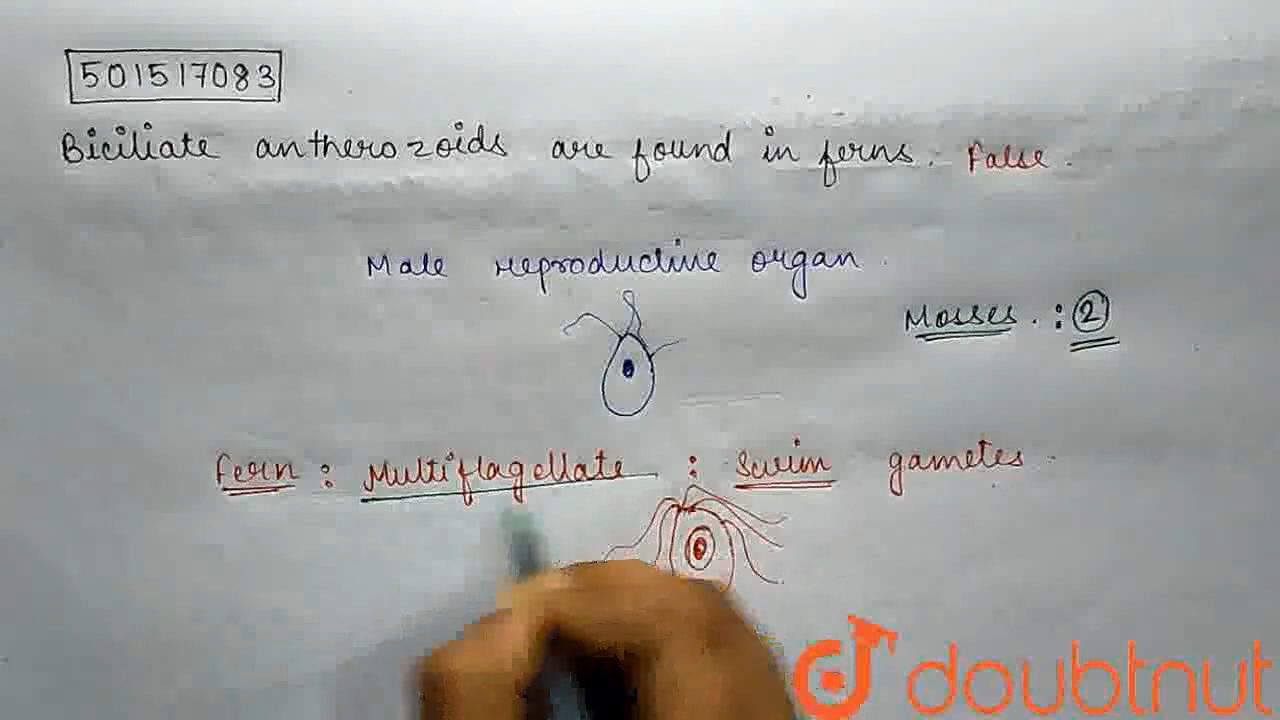 501517083
Biciliate antherozoids are found in ferns. False.
Male reproductive organ.
Mosses. : 2
Fern : Multiflagellate : Swim gametes.
doubtnut